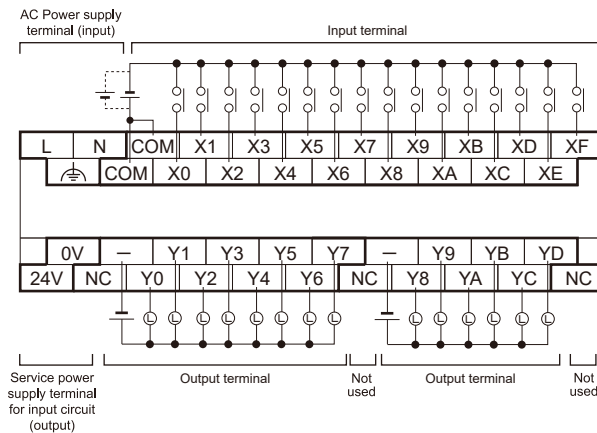 AC Power supply
terminal (input)
Input terminal
L N COM X1 X3 X5 X7 X9 XB XD XF
COM X0 X2 X4 X6 X8 XA XC XE
0V — Y1 Y3 Y5 Y7 — Y9 YB YD
24V NC Y0 Y2 Y4 Y6 NC Y8 YA YC NC
L L L L L L L L L L L L L L
Service power
supply terminal
for input circuit
(output)
Output terminal
Not
used
Output terminal
Not
used